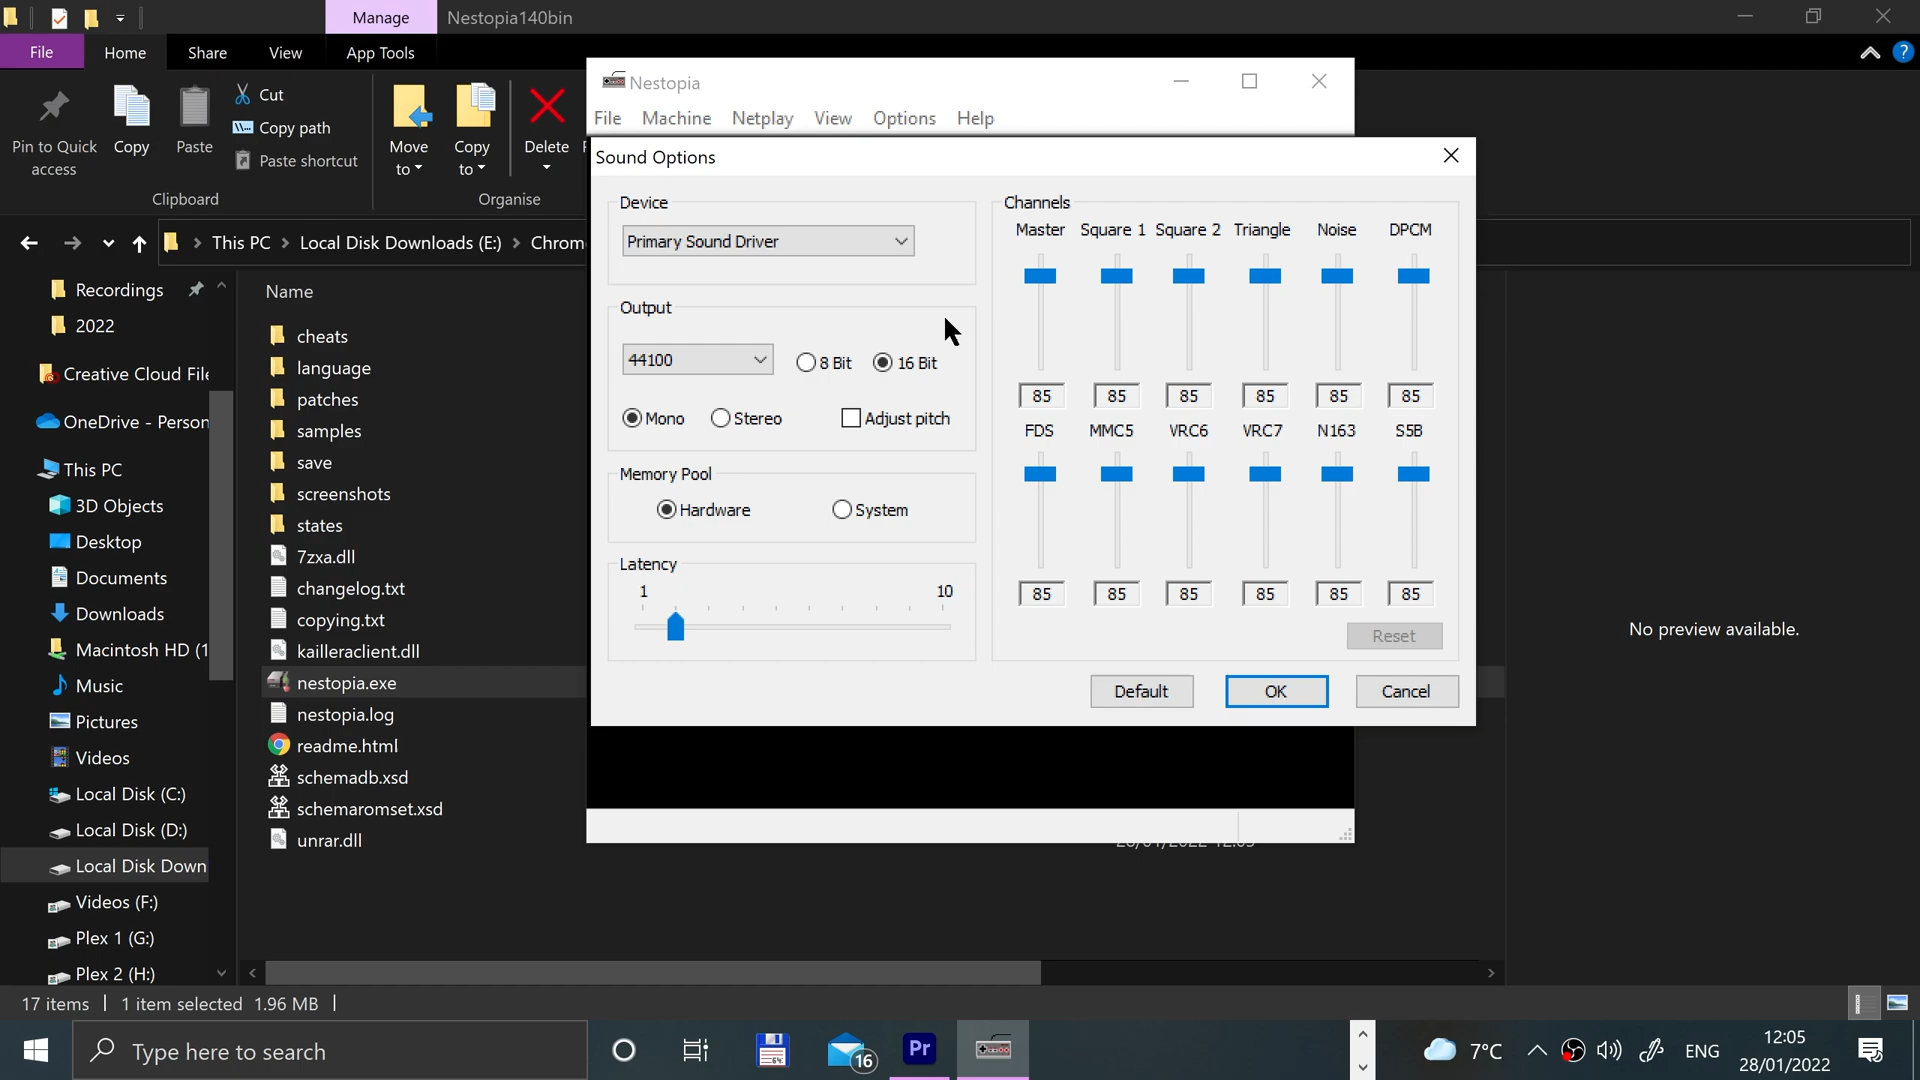 Manage
Nestopia140bin
File
Home
Share
View
App Tools
Pin to Quick access
Copy
Paste
Cut
Copy path
Paste shortcut
Clipboard
Move to
Copy to
Delete
Organise
This PC
Local Disk Downloads (E:)
Recordings
2022
OneDrive - Person
This PC
3D Objects
Desktop
Documents
Downloads
Macintosh HD (1
Music
Pictures
Videos
Local Disk (C:)
Local Disk (D:)
Local Disk Down
Videos (F:)
Plex 1 (G:)
Plex 2 (H:)
Name
cheats
language
patches
samples
save
screenshots
states
7zxa.dll
changelog.txt
copying.txt
kailleraclient.dll
nestopia.exe
nestopia.log
readme.html
schemadb.xsd
schemaromset.xsd
unrar.dll
Nestopia
File Machine Netplay View Options Help
Sound Options
Device
Primary Sound Driver
Output
44100
8 Bit
16 Bit
Mono
Stereo
Adjust pitch
Memory Pool
Hardware
System
Latency
1 10
Channels
Master Square 1 Square 2 Triangle Noise DPCM
85 85 85 85 85 85
FDS MMC5 VRC6 VRC7 N163 S5B
85 85 85 85 85 85
Reset
Default
OK
Cancel
No preview available.
17 items
1 item selected 1.96 MB
Type here to search
64
16
Pr
7°C
ENG
12:05
28/01/2022